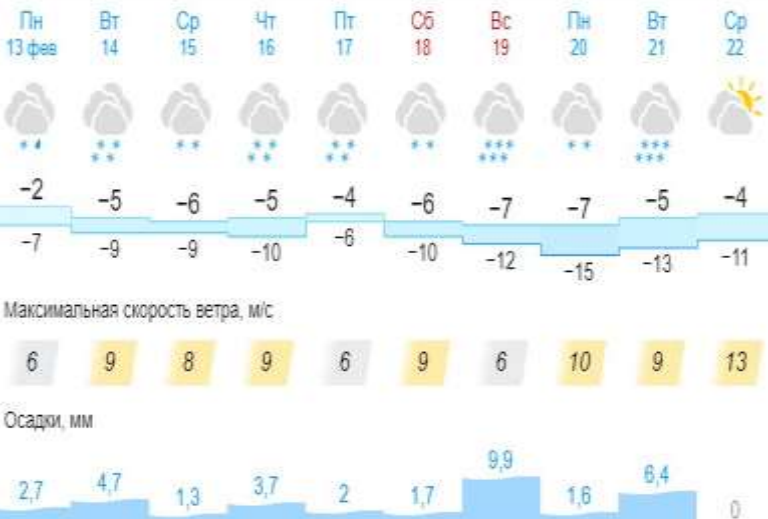 Пн Вт Ср Чт Пт Сб Вс Пн Вт Ср
13 фев 14 15 16 17 18 19 20 21 22
−2 −5 −6 −5 −4 −6 −7 −7 −5 −4
−7 −9 −9 −10 −6 −10 −12 −15 −13 −11
Максимальная скорость ветра, м/с
6 9 8 9 6 9 6 10 9 13
Осадки, мм
2,7 4,7 1,3 3,7 2 1,7 9,9 1,6 6,4 0